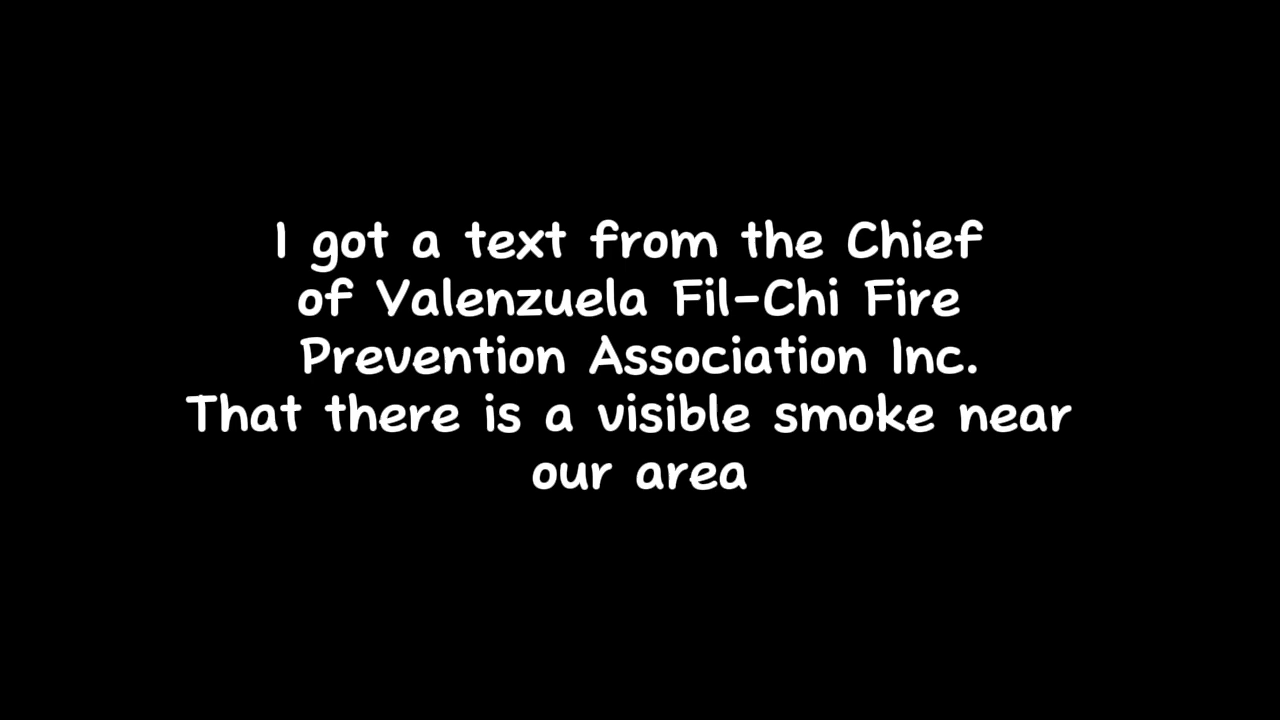 I got a text from the Chief
of Valenzuela Fil-Chi Fire
Prevention Association Inc.
That there is a visible smoke near
our area